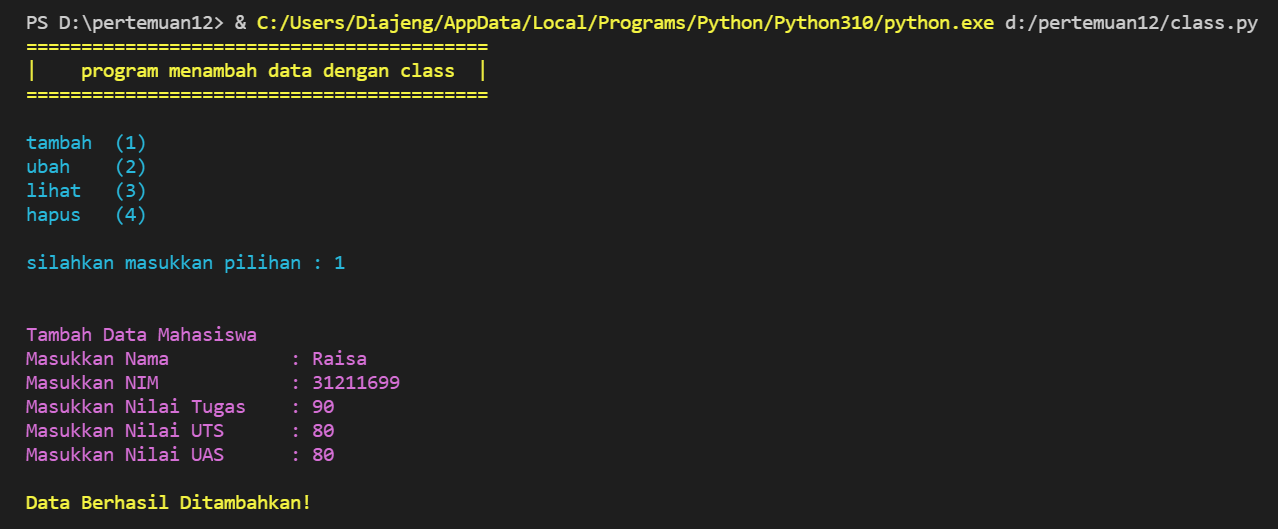 PS D:\pertemuan12> & C:/Users/Diajeng/AppData/Local/Programs/Python/Python310/python.exe d:/pertemuan12/class.py
==========================================
|    program menambah data dengan class  |
==========================================
tambah  (1)
ubah    (2)
lihat   (3)
hapus   (4)
silahkan masukkan pilihan : 1
Tambah Data Mahasiswa
Masukkan Nama           : Raisa
Masukkan NIM            : 31211699
Masukkan Nilai Tugas    : 90
Masukkan Nilai UTS      : 80
Masukkan Nilai UAS      : 80
Data Berhasil Ditambahkan!